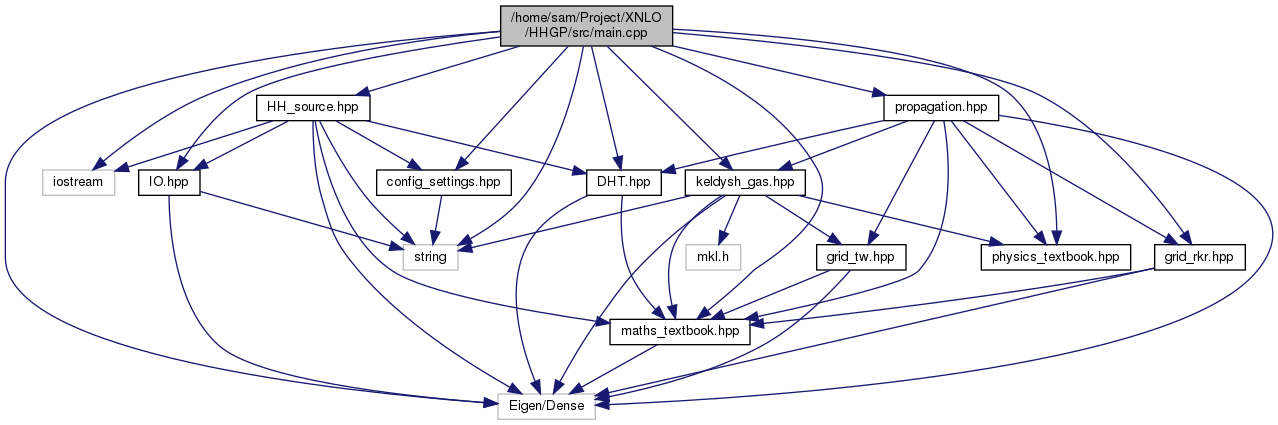 /home/sam/Project/XNLO
/HHGP/src/main.cpp
HH_source.hpp
propagation.hpp
iostream
IO.hpp
config_settings.hpp
DHT.hpp
keldysh_gas.hpp
string
mkl.h
grid_tw.hpp
physics_textbook.hpp
grid_rkr.hpp
maths_textbook.hpp
Eigen/Dense